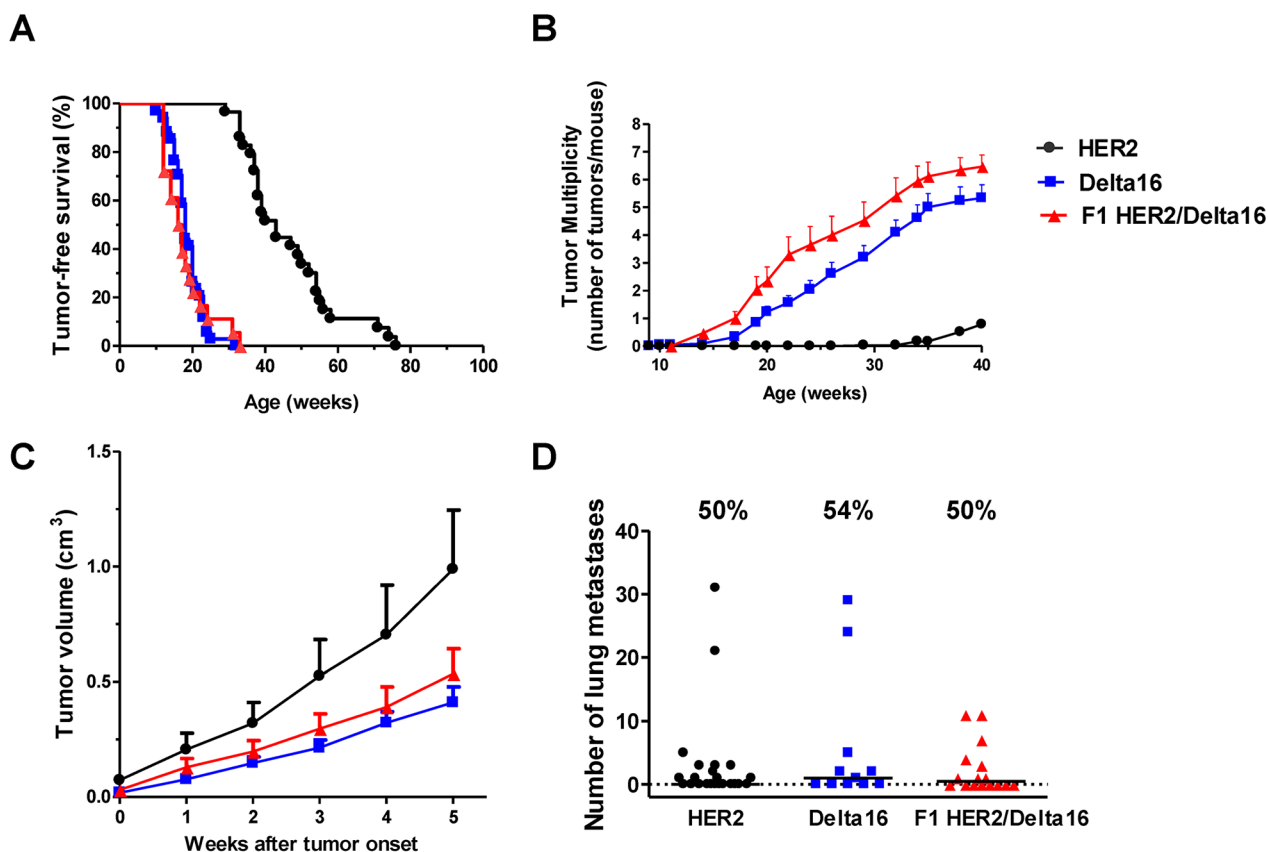 A
Tumor-free survival (%)
100
80
60
40
20
0
0 20 40 60 80 100
Age (weeks)
B
Tumor Multiplicity
(number of tumors/mouse)
8
7
6
5
4
3
2
1
0
10 20 30 40
Age (weeks)
HER2
Delta16
F1 HER2/Delta16
C
Tumor volume (cm³)
1.5
1.0
0.5
0.0
0 1 2 3 4 5
Weeks after tumor onset
D
Number of lung metastases
50% 54% 50%
40
30
20
10
0
HER2 Delta16 F1 HER2/Delta16